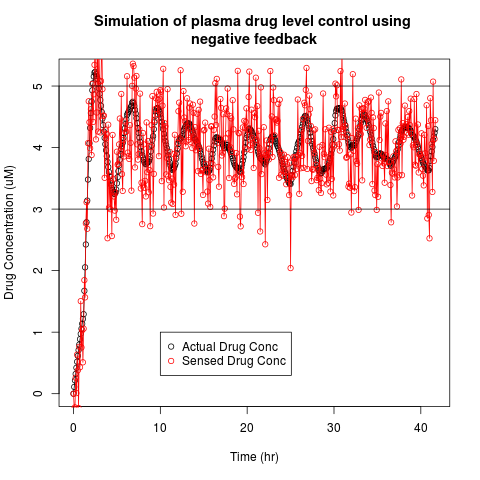 Simulation of plasma drug level control using
negative feedback
Drug Concentration (uM)
5
4
3
2
1
0
Actual Drug Conc
Sensed Drug Conc
0 10 20 30 40
Time (hr)